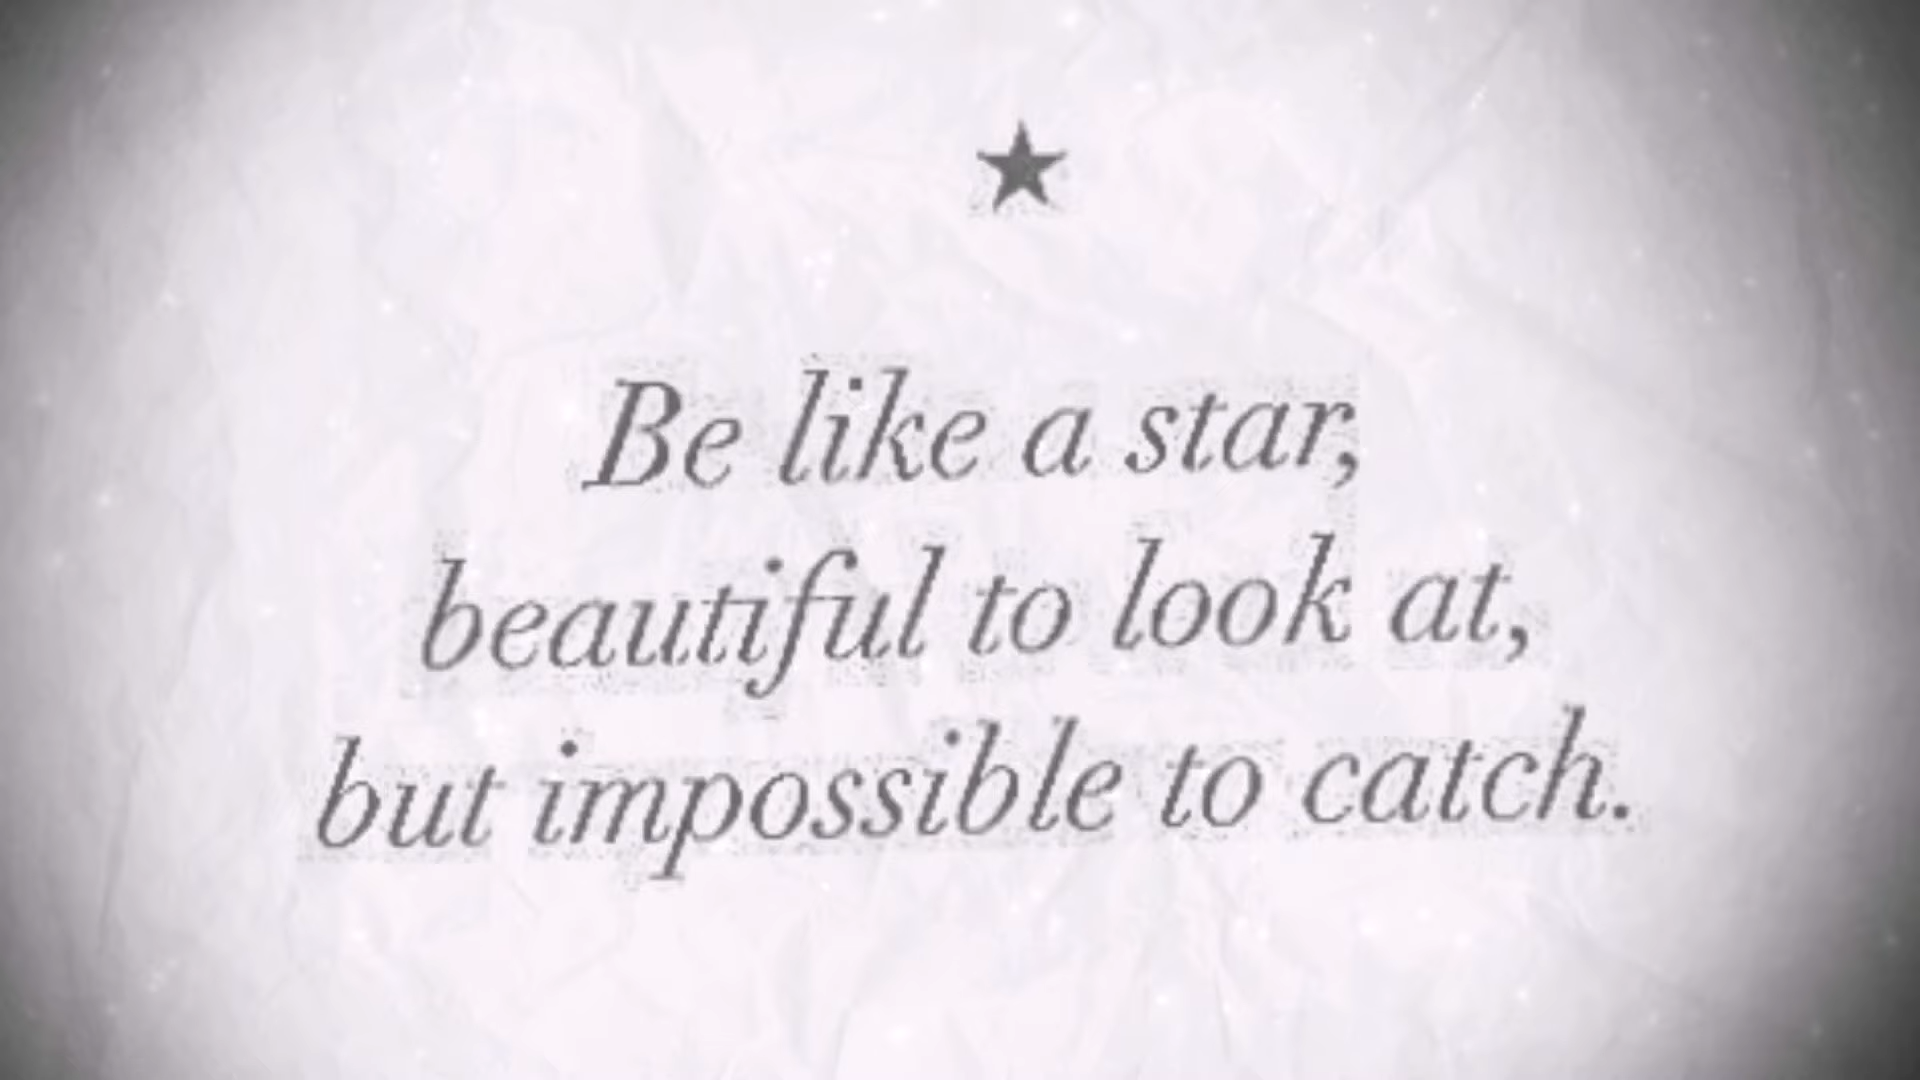 Be like a star,
beautiful to look at,
but impossible to catch.